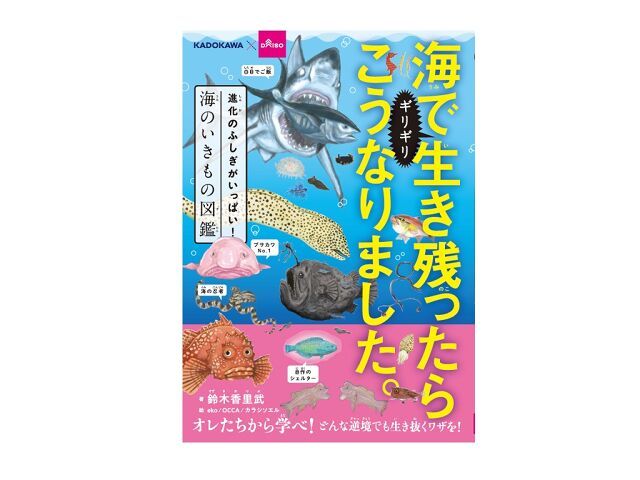 KADOKAWA × DAISO
海で生き残ったら
ギリギリ
こうなりました。
進化のふしぎがいっぱい!
海のいきもの図鑑
口日でご飯
ブサカワ
No.1
海の忍者
自作の
シェルター
著 鈴木香里武
絵 eko/OCCA/カラシソエル
オレたちから学べ! どんな逆境でも生き抜くワザを!